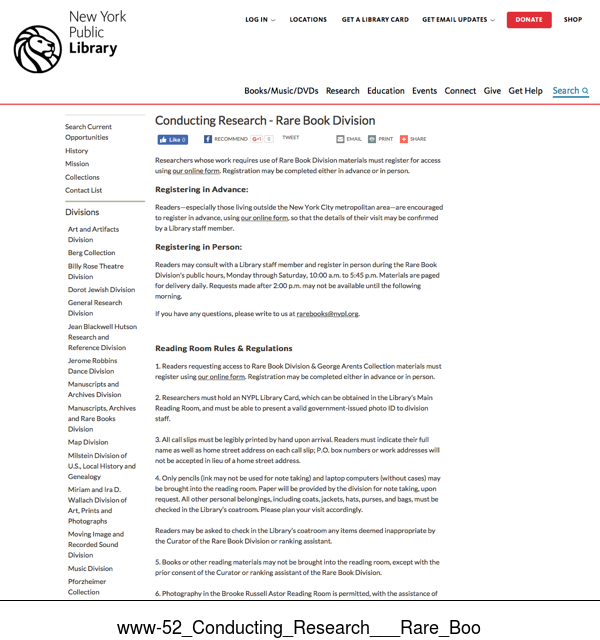 New York
Public
Library
LOG IN
LOCATIONS
GET A LIBRARY CARD
GET EMAIL UPDATES
DONATE
SHOP
Books/Music/DVDs Research Education Events Connect Give Get Help Search
Search Current
Opportunities
History
Mission
Collections
Contact List
Divisions
Art and Artifacts
Division
Berg Collection
Billy Rose Theatre
Division
Dorot Jewish Division
General Research
Division
Jean Blackwell Hutson
Research and
Reference Division
Jerome Robbins
Dance Division
Manuscripts and
Archives Division
Manuscripts, Archives
and Rare Books
Division
Map Division
Milstein Division of
U.S., Local History and
Genealogy
Miriam and Ira D.
Wallach Division of
Art, Prints and
Photographs
Moving Image and
Recorded Sound
Division
Music Division
Pforzheimer
Collection
Conducting Research - Rare Book Division
Like 0
RECOMMEND
G+1 0
TWEET
EMAIL
PRINT
SHARE
Researchers whose work requires use of Rare Book Division materials must register for access
using our online form. Registration may be completed either in advance or in person.
Registering in Advance:
Readers—especially those living outside the New York City metropolitan area—are encouraged
to register in advance, using our online form, so that the details of their visit may be confirmed
by a Library staff member.
Registering in Person:
Readers may consult with a Library staff member and register in person during the Rare Book
Division's public hours, Monday through Saturday, 10:00 a.m. to 5:45 p.m. Materials are paged
for delivery daily. Requests made after 2:00 p.m. may not be available until the following
morning.
If you have any questions, please write to us at rarebooks@nypl.org.
Reading Room Rules & Regulations
1. Readers requesting access to Rare Book Division & George Arents Collection materials must
register using our online form. Registration may be completed either in advance or in person.
2. Researchers must hold an NYPL Library Card, which can be obtained in the Library's Main
Reading Room, and must be able to present a valid government-issued photo ID to division
staff.
3. All call slips must be legibly printed by hand upon arrival. Readers must indicate their full
name as well as home street address on each call slip; P.O. box numbers or work addresses will
not be accepted in lieu of a home street address.
4. Only pencils (ink may not be used for note taking) and laptop computers (without cases) may
be brought into the reading room. Paper will be provided by the division for note taking, upon
request. All other personal belongings, including coats, jackets, hats, purses, and bags, must be
checked in the Library's coatroom. Please plan your visit accordingly.
Readers may be asked to check in the Library's coatroom any items deemed inappropriate by
the Curator of the Rare Book Division or ranking assistant.
5. Books or other reading materials may not be brought into the reading room, except with the
prior consent of the Curator or ranking assistant of the Rare Book Division.
6. Photography in the Brooke Russell Astor Reading Room is permitted, with the assistance of
www-52_Conducting_Research___Rare_Boo